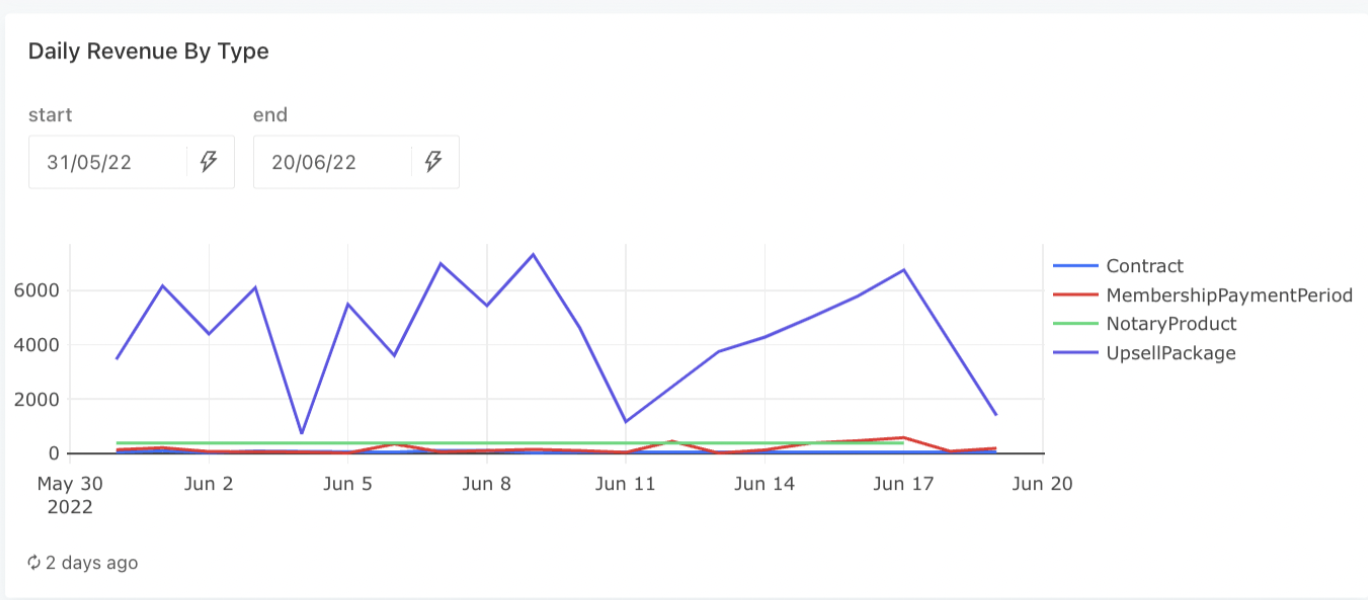 Daily Revenue By Type
start end
31/05/22 20/06/22
6000
4000
2000
0
May 30 Jun 2 Jun 5 Jun 8 Jun 11 Jun 14 Jun 17 Jun 20
2022
Contract
MembershipPaymentPeriod
NotaryProduct
UpsellPackage
2 days ago